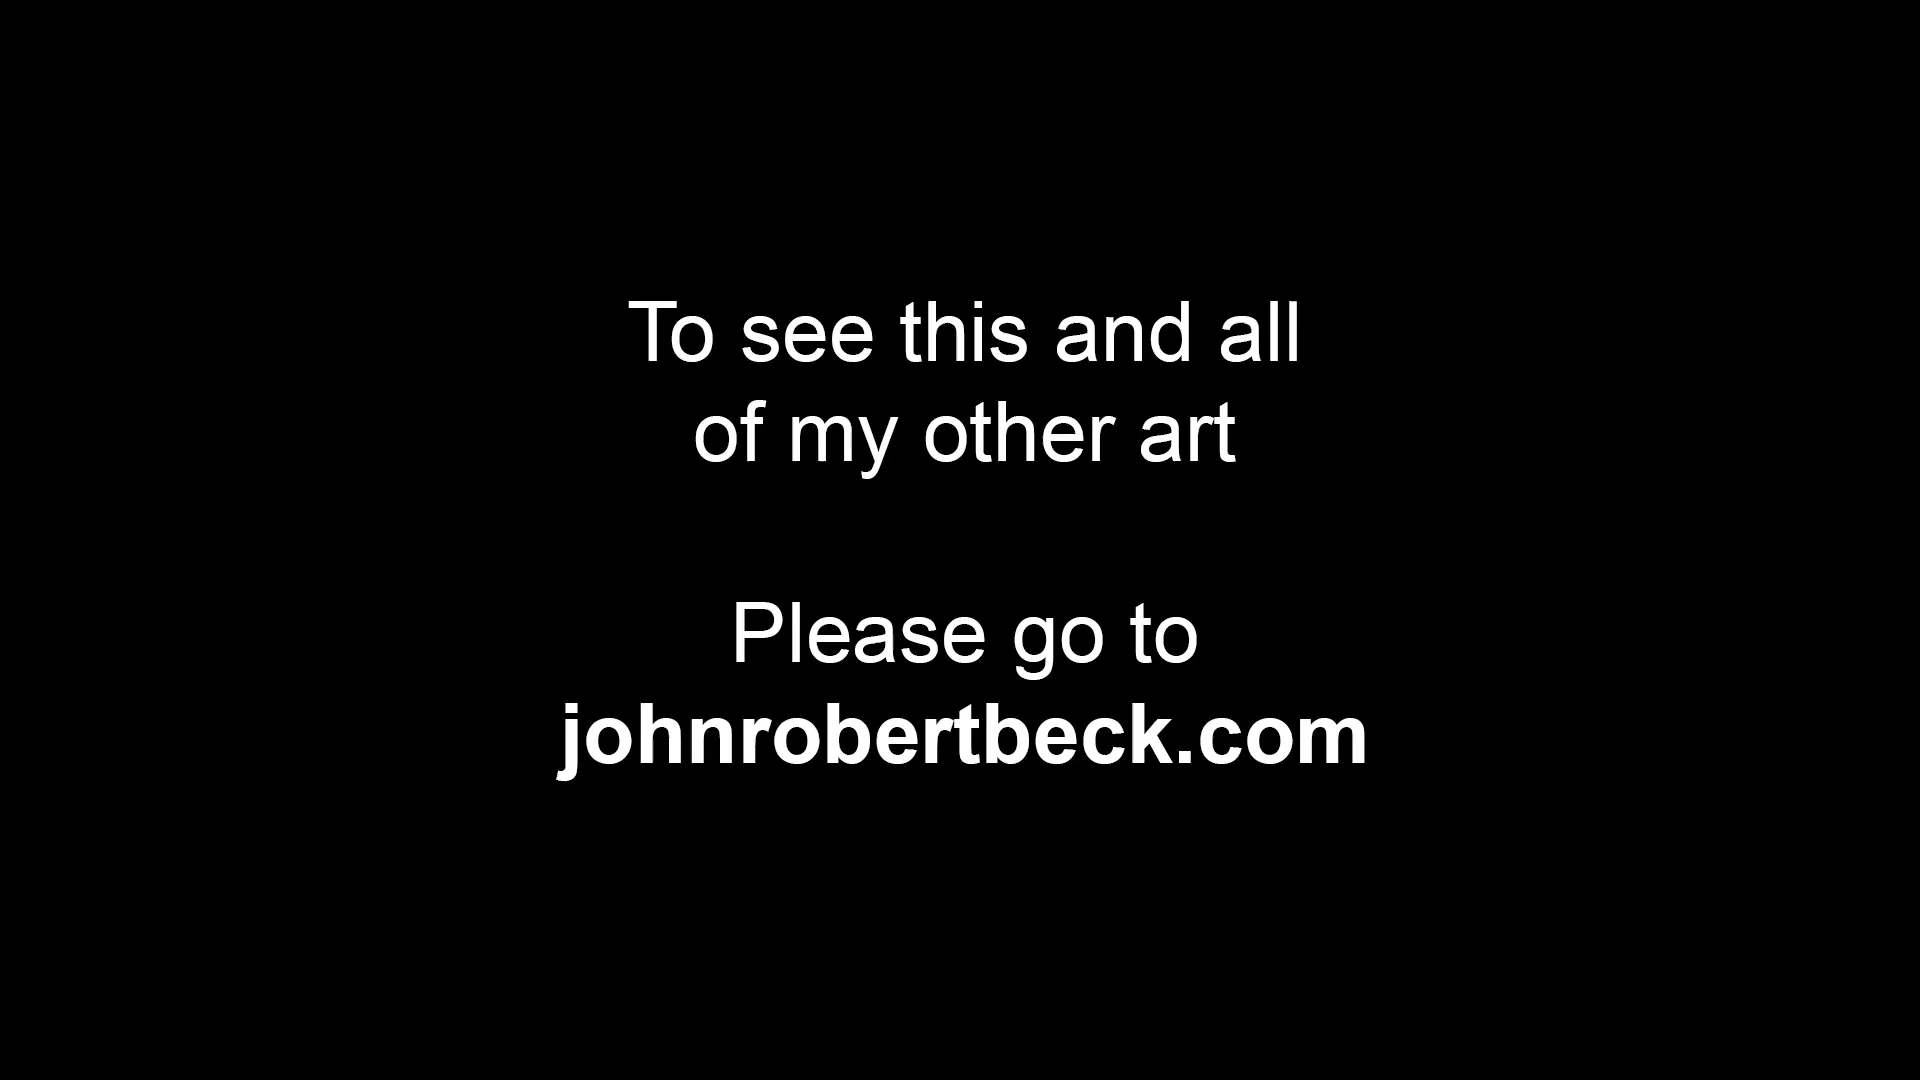 To see this and all
of my other art
Please go to
johnrobertbeck.com